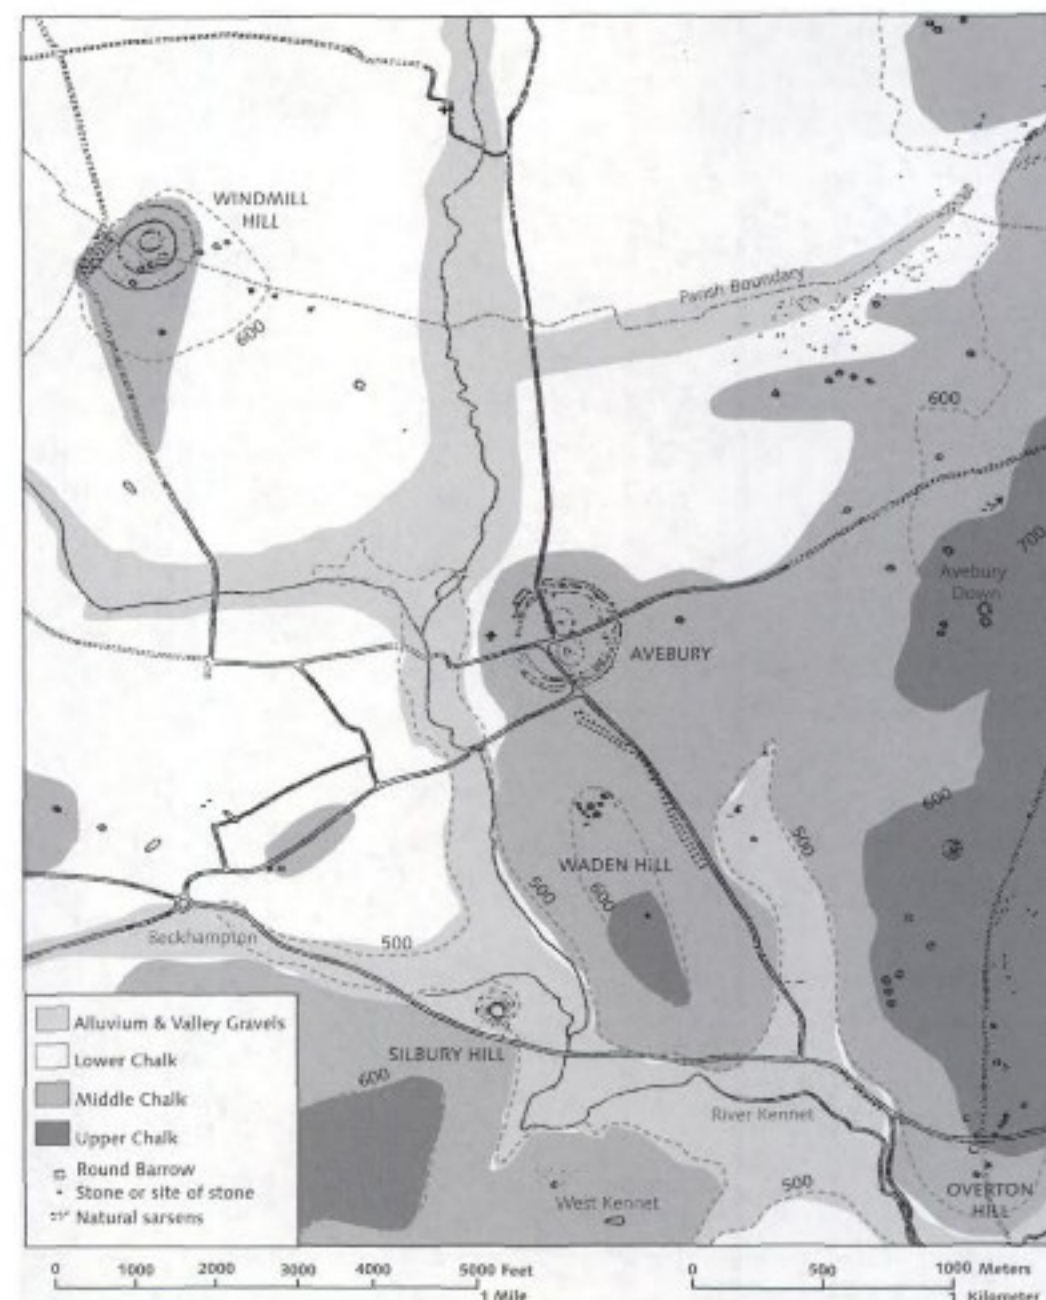 WINDMILL
HILL
600
Parish Boundary
600
700
Avebury
Down
AVEBURY
600
500
WADEN HILL
500
600
Beckhampton
500
SILBURY HILL
600
River Kennet
500
OVERTON
HILL
West Kennet
Alluvium & Valley Gravels
Lower Chalk
Middle Chalk
Upper Chalk
Round Barrow
Stone or site of stone
Natural sarsens
0 1000 2000 3000 4000 5000 Feet
1 Mile
0 500 1000 Meters
1 Kilometer